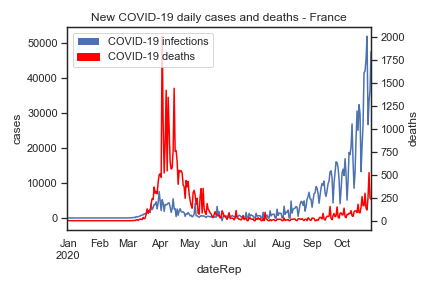 New COVID-19 daily cases and deaths - France
COVID-19 infections
COVID-19 deaths
50000
40000
30000
20000
10000
0
cases
2000
1750
1500
1250
1000
750
500
250
0
deaths
Jan Feb Mar Apr May Jun Jul Aug Sep Oct
2020
dateRep